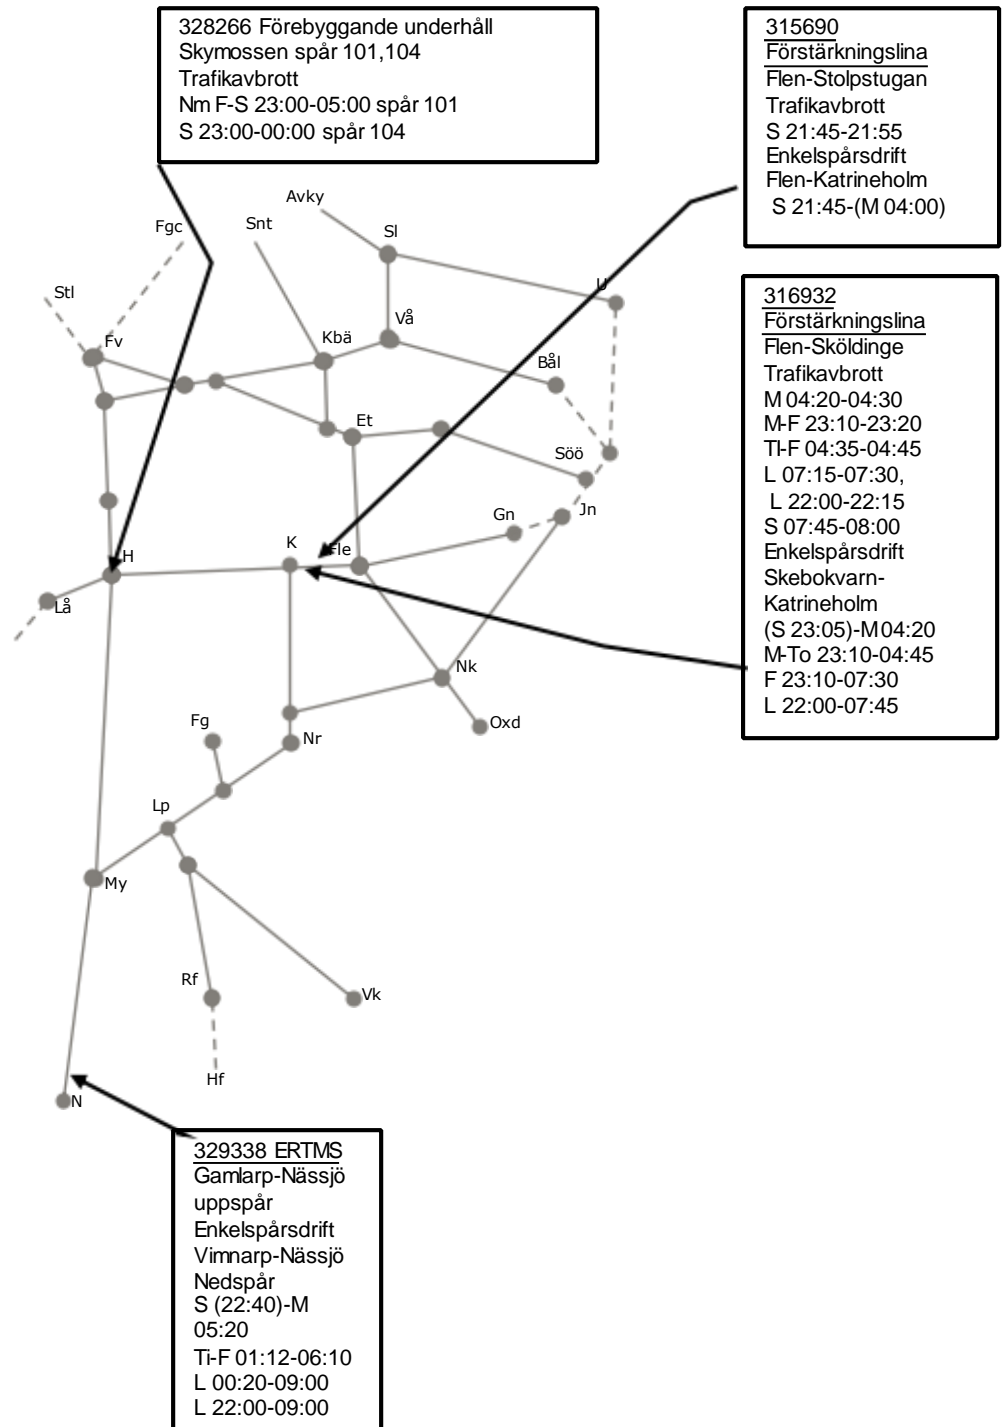 328266 Förebyggande underhåll
Skymossen spår 101,104
Trafikavbrott
Nm F-S 23:00-05:00 spår 101
S 23:00-00:00 spår 104
315690
Förstärkningslina
Flen-Stolpstugan
Trafikavbrott
S 21:45-21:55
Enkelspårsdrift
Flen-Katrineholm
S 21:45-(M 04:00)
316932
Förstärkningslina
Flen-Sköldinge
Trafikavbrott
M 04:20-04:30
M-F 23:10-23:20
TI-F 04:35-04:45
L 07:15-07:30,
L 22:00-22:15
S 07:45-08:00
Enkelspårsdrift
Skebokvarn-
Katrineholm
(S 23:05)-M 04:20
M-To 23:10-04:45
F 23:10-07:30
L 22:00-07:45
Avky
Fgc
Snt
Sl
Stl
U
Vå
Fv
Kbä
Bål
Et
Söö
Gn
Jn
K
Fle
H
Lå
Nk
Fg
Oxd
Nr
Lp
My
Rf
Vk
Hf
N
329338 ERTMS
Gamlarp-Nässjö
uppspår
Enkelspårsdrift
Vimnarp-Nässjö
Nedspår
S (22:40)-M
05:20
Ti-F 01:12-06:10
L 00:20-09:00
L 22:00-09:00